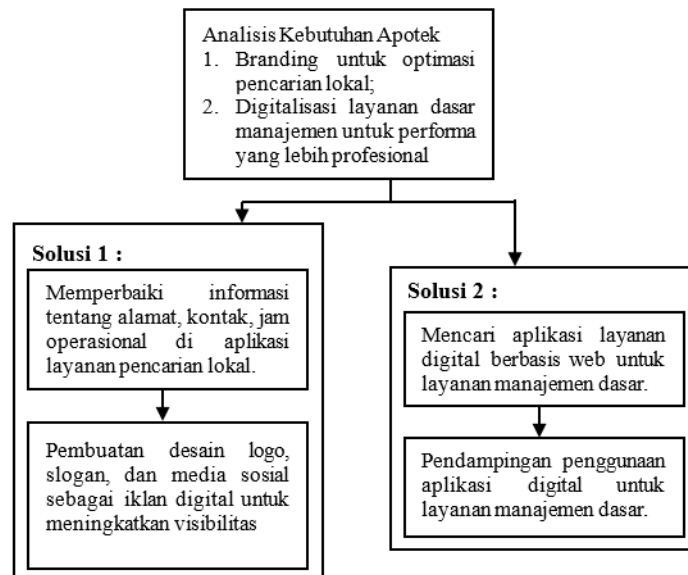 Analisis Kebutuhan Apotek
1. Branding untuk optimasi
pencarian lokal;
2. Digitalisasi layanan dasar
manajemen untuk performa
yang lebih profesional
Solusi 1 :
Memperbaiki informasi
tentang alamat, kontak, jam
operasional di aplikasi
layanan pencarian lokal.
Pembuatan desain logo,
slogan, dan media sosial
sebagai iklan digital untuk
meningkatkan visibilitas
Solusi 2 :
Mencari aplikasi layanan
digital berbasis web untuk
layanan manajemen dasar.
Pendampingan penggunaan
aplikasi digital untuk
layanan manajemen dasar.